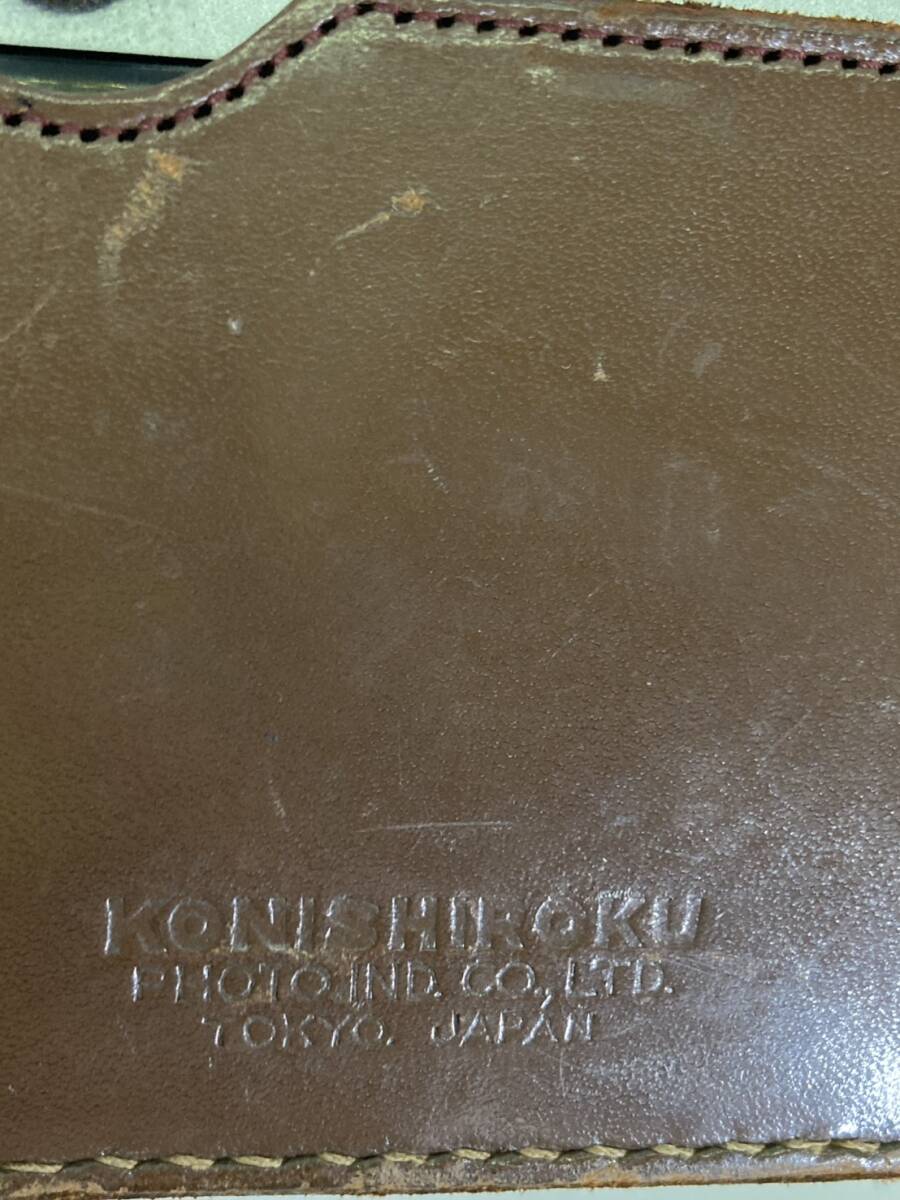 KONISHIROKU
PHOTO.IND. CO., LTD.
TOKYO, JAPAN